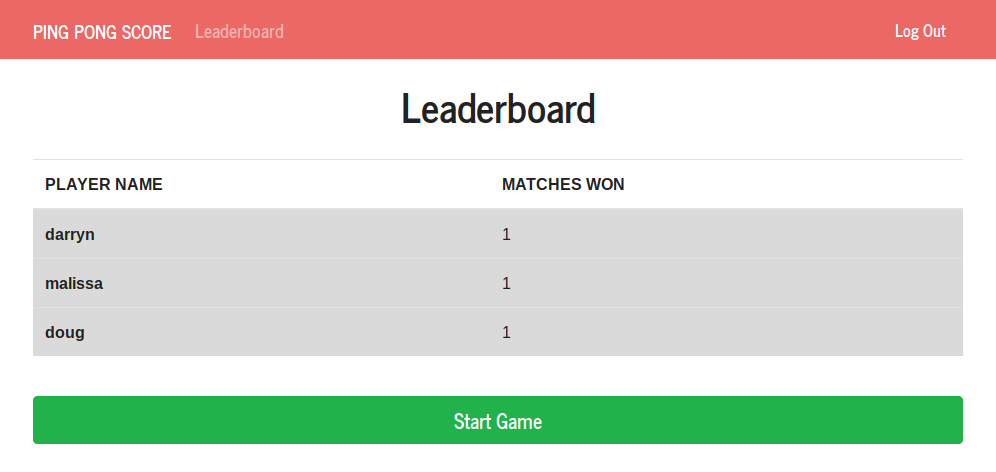 PING PONG SCORE Leaderboard Log Out
Leaderboard
PLAYER NAME MATCHES WON
darryn 1
malissa 1
doug 1
Start Game